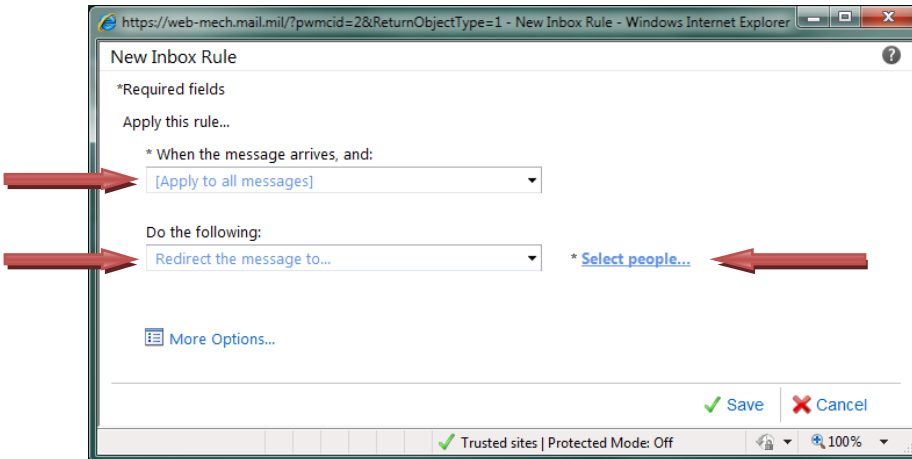 https://web-mech.mail.mil/?pwmcid=2&ReturnObjectType=1 - New Inbox Rule - Windows Internet Explorer
New Inbox Rule
*Required fields
Apply this rule...
* When the message arrives, and:
[Apply to all messages]
Do the following:
Redirect the message to...
* Select people...
More Options...
Save
Cancel
Trusted sites | Protected Mode: Off
100%